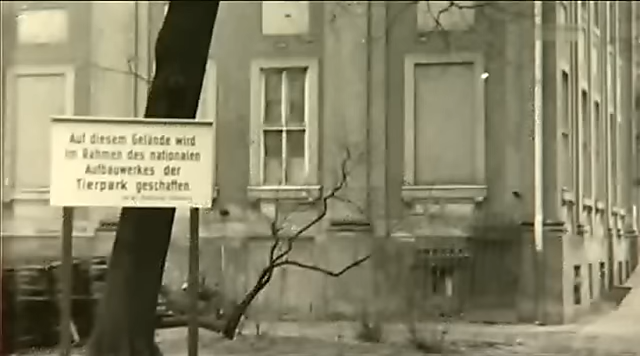 Auf diesem Gelände wird
im Rahmen des nationalen
Aufbauwerkes der
Tierpark geschaffen.